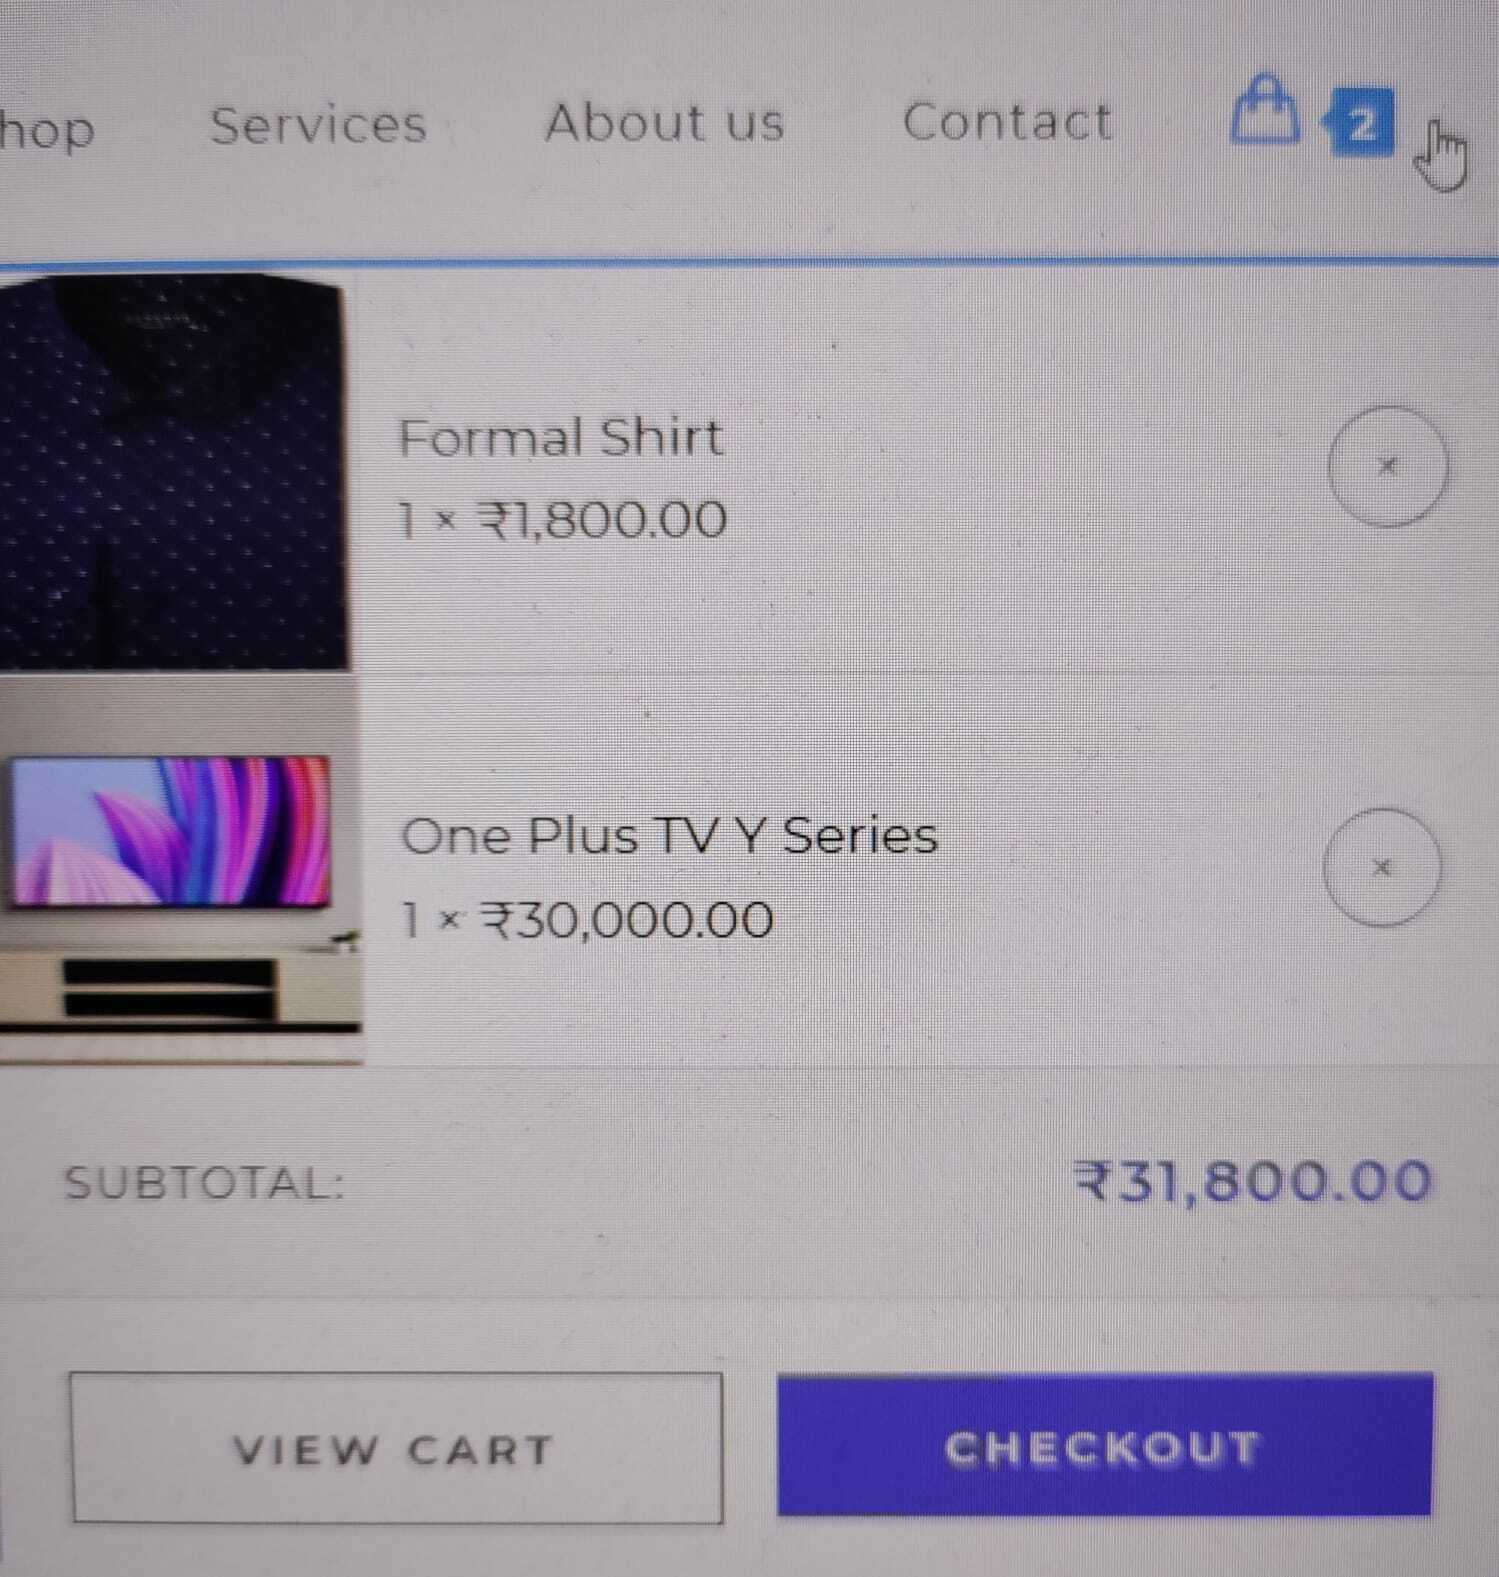 hop Services About us Contact 2
Formal Shirt
1 × ₹1,800.00
×
One Plus TV Y Series
1 × ₹30,000.00
×
SUBTOTAL: ₹31,800.00
VIEW CART CHECKOUT